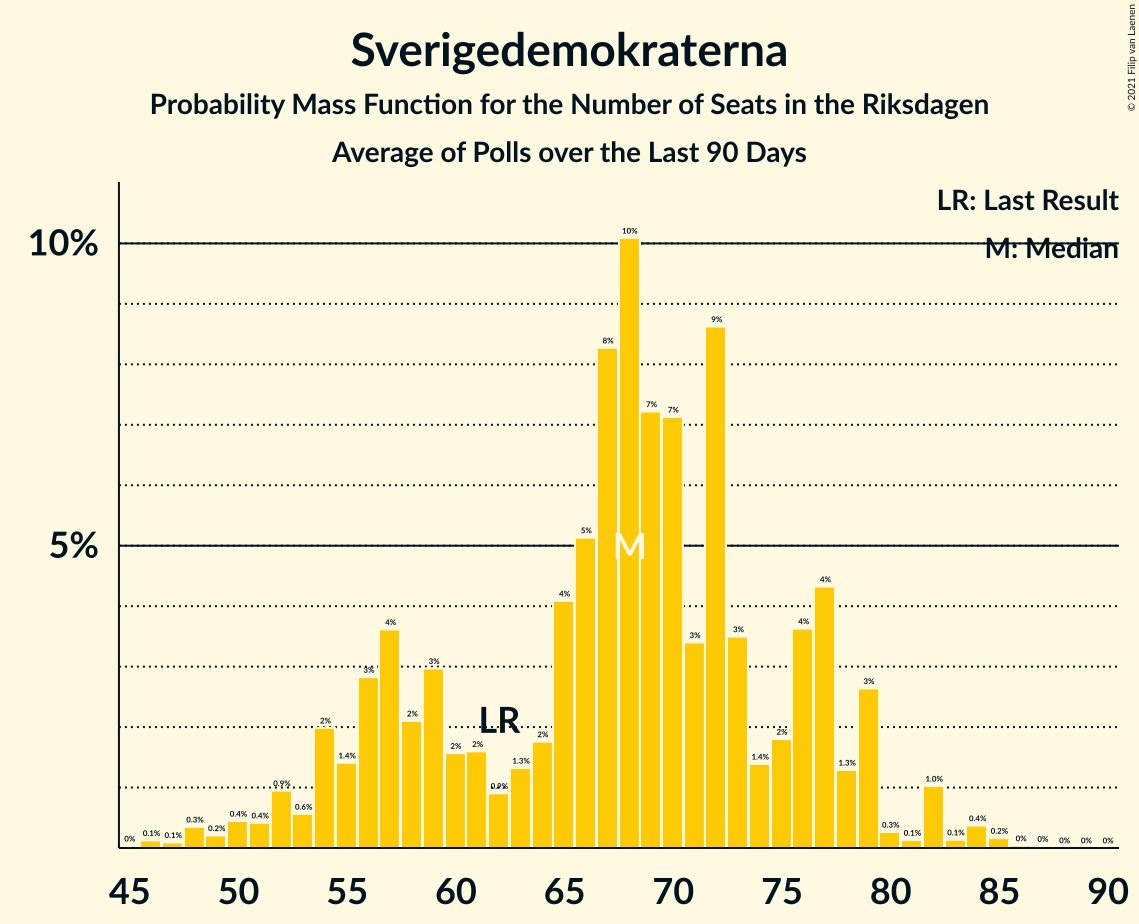 Sverigedemokraterna
Probability Mass Function for the Number of Seats in the Riksdagen
Average of Polls over the Last 90 Days
© 2021 Filip van Laenen
LR: Last Result
M: Median
10%
5%
0% 0.1% 0.1% 0.3% 0.2% 0.4% 0.4% 0.9% 0.6% 2% 1.4% 3% 4% 2% 3% 2% 2% 0.9% 1.3% 2% 4% 5% 8% 10% 7% 7% 3% 9% 3% 1.4% 2% 4% 4% 1.3% 3% 0.3% 0.1% 1.0% 0.1% 0.4% 0.2% 0% 0% 0% 0% 0%
LR
M
45 50 55 60 65 70 75 80 85 90